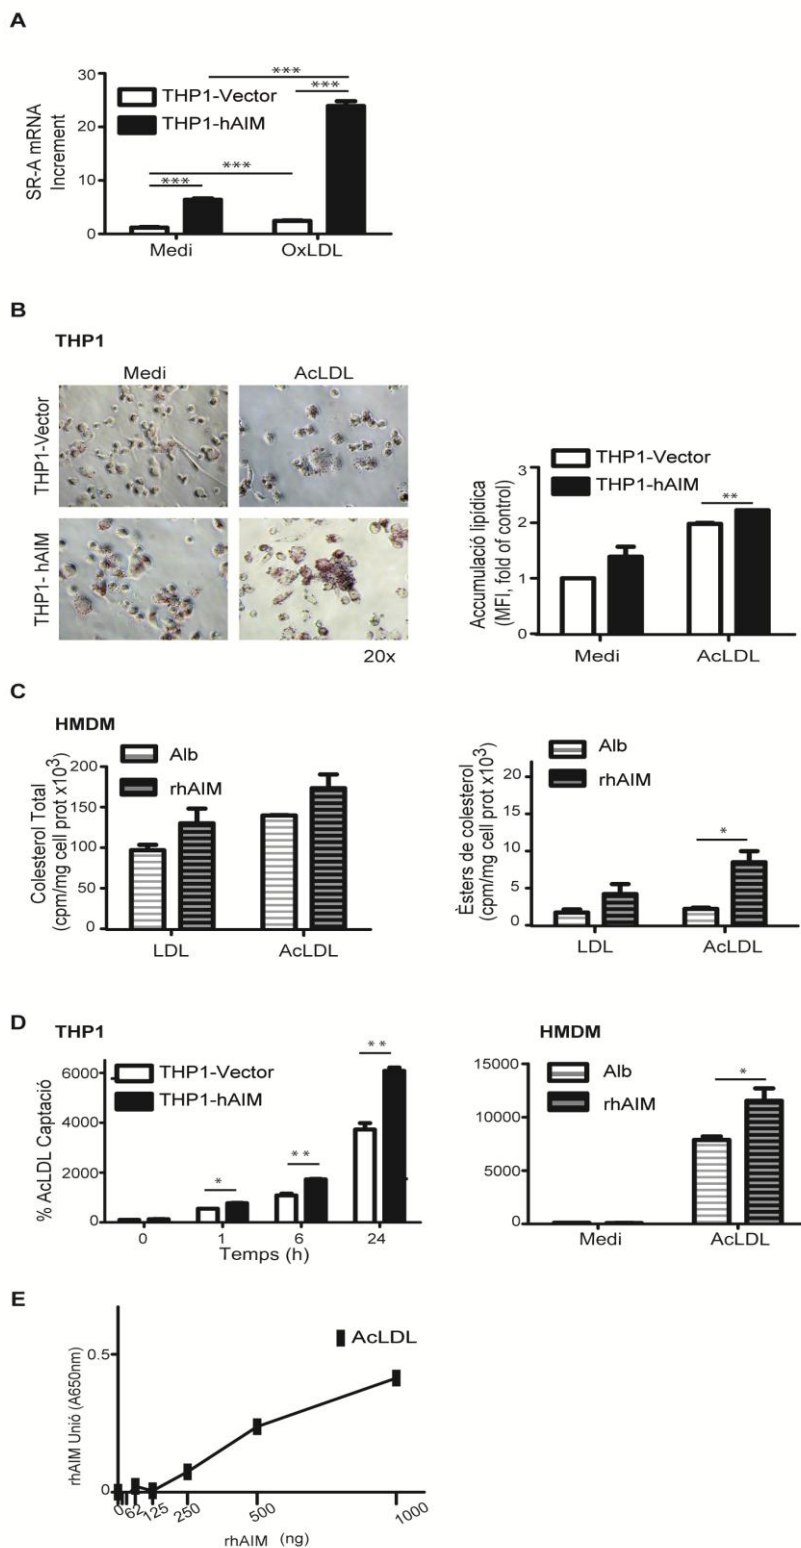 A
SR-A mRNA
Increment
30
20
10
0
THP1-Vector
THP1-hAIM
***
***
***
***
Medi
OxLDL
B
THP1
Medi
AcLDL
THP1-Vector
THP1- hAIM
20x
Accumulació lipídica
(MFI, fold of control)
3
2
1
0
THP1-Vector
THP1-hAIM
**
Medi
AcLDL
C
HMDM
Colesterol Total
(cpm/mg cell prot x103)
200
150
100
50
0
Alb
rhAIM
LDL
AcLDL
Èsters de colesterol
(cpm/mg cell prot x103)
20
15
10
5
0
Alb
rhAIM
*
LDL
AcLDL
D
THP1
% AcLDL Captació
6000
4000
2000
0
THP1-Vector
THP1-hAIM
*
**
**
0
1
6
24
Temps (h)
HMDM
15000
10000
5000
0
Alb
rhAIM
*
Medi
AcLDL
E
rhAIM Unió (A650nm)
0.5
0
AcLDL
0
62
125
250
500
1000
rhAIM (ng)